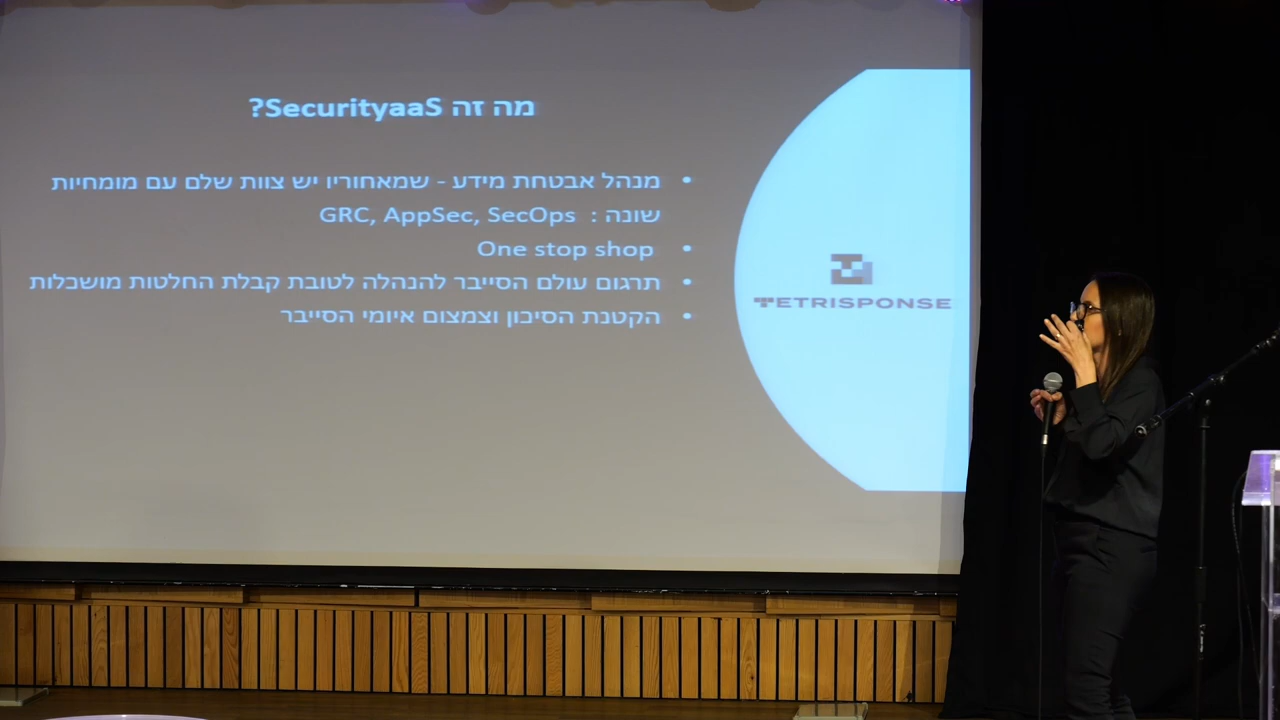 מה זה SecurityaaS?
• מנהל אבטחת מידע - שמאחוריו יש צוות שלם עם מומחיות
שונה : GRC, AppSec, SecOps
• One stop shop
• תרגום עולם הסייבר להנהלה לטובת קבלת החלטות מושכלות
• הקטנת הסיכון וצמצום איומי הסייבר
TETRISPONSE